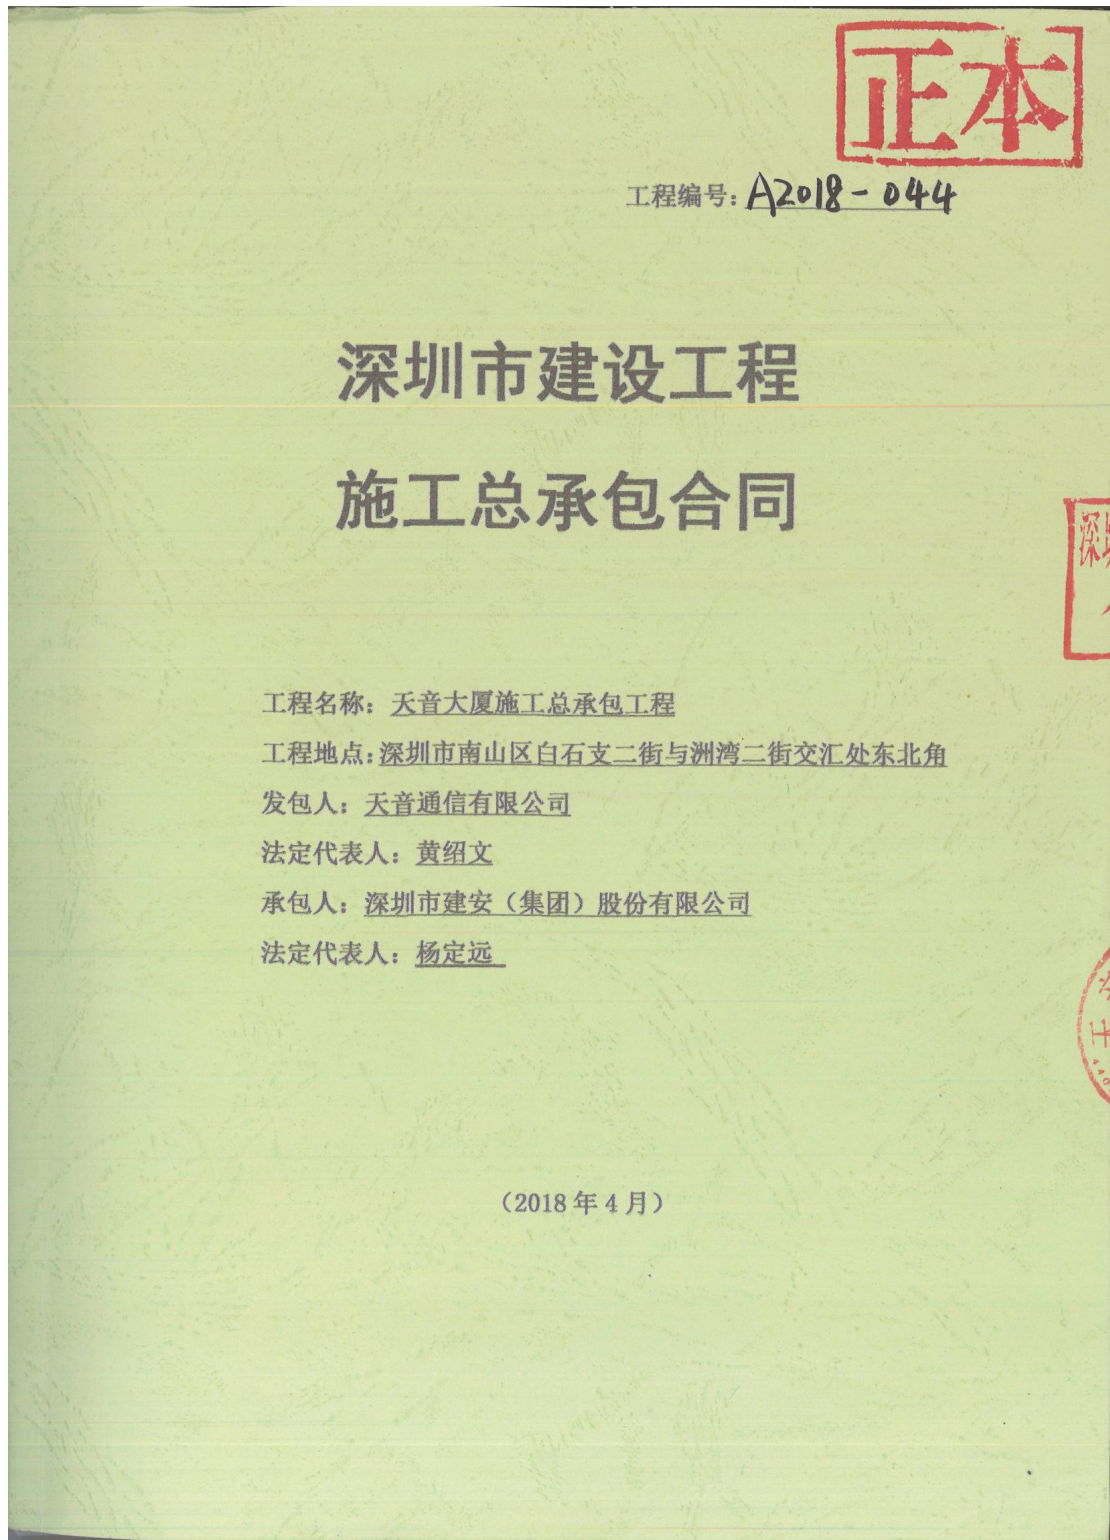 正本
工程编号：A2018-044
深圳市建设工程
施工总承包合同
深圳
工程名称：天音大厦施工总承包工程
工程地点：深圳市南山区白石支二街与洲湾二街交汇处东北角
发包人：天音通信有限公司
法定代表人：黄绍文
承包人：深圳市建安（集团）股份有限公司
法定代表人：杨定远
（2018年4月）